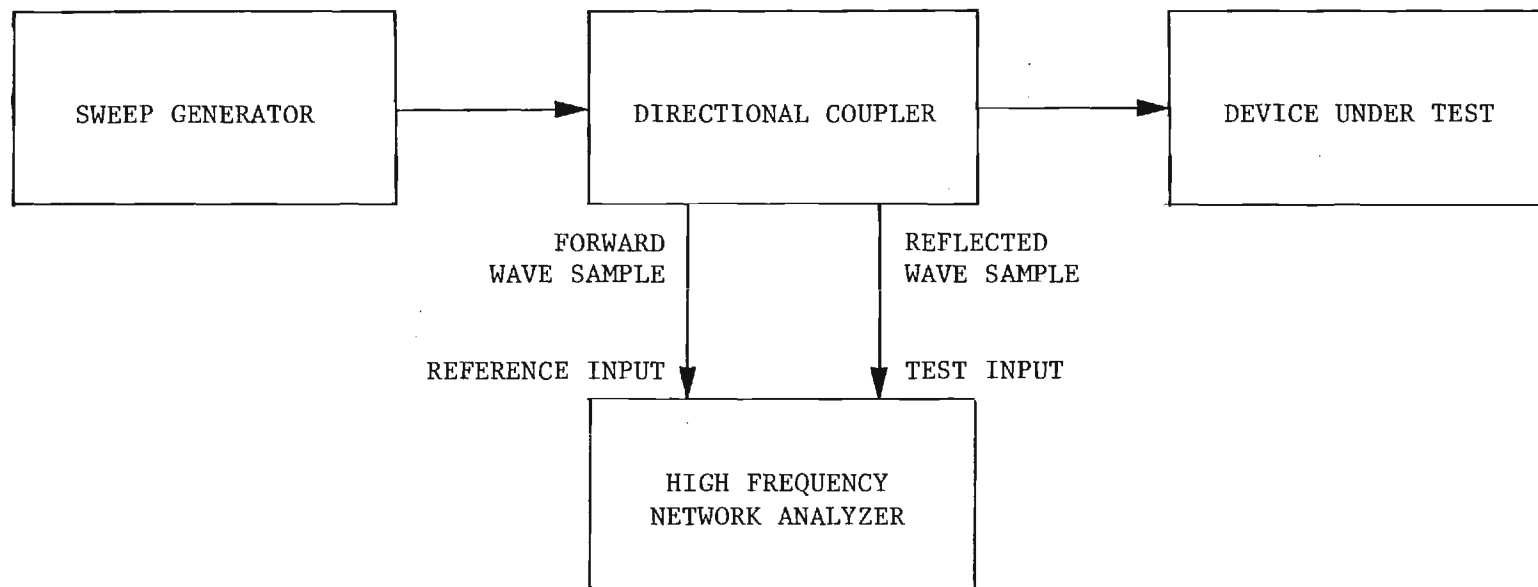 SWEEP GENERATOR
DIRECTIONAL COUPLER
DEVICE UNDER TEST
FORWARD
WAVE SAMPLE
REFLECTED
WAVE SAMPLE
REFERENCE INPUT
TEST INPUT
HIGH FREQUENCY
NETWORK ANALYZER